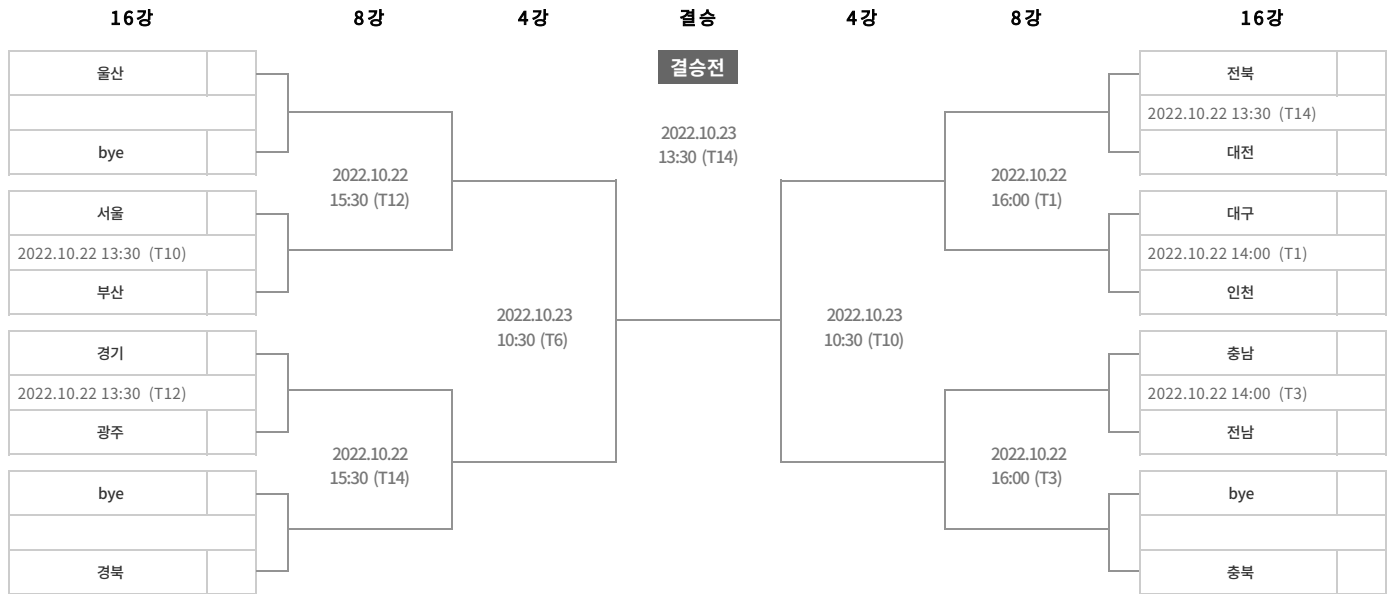 16강
8강
4강
결승
4강
8강
16강
결승전
2022.10.23
13:30 (T14)
울산
bye
서울
2022.10.22 13:30 (T10)
부산
경기
2022.10.22 13:30 (T12)
광주
bye
경북
2022.10.22
15:30 (T12)
2022.10.22
15:30 (T14)
2022.10.23
10:30 (T6)
2022.10.23
10:30 (T10)
2022.10.22
16:00 (T1)
2022.10.22
16:00 (T3)
전북
2022.10.22 13:30 (T14)
대전
대구
2022.10.22 14:00 (T1)
인천
충남
2022.10.22 14:00 (T3)
전남
bye
충북